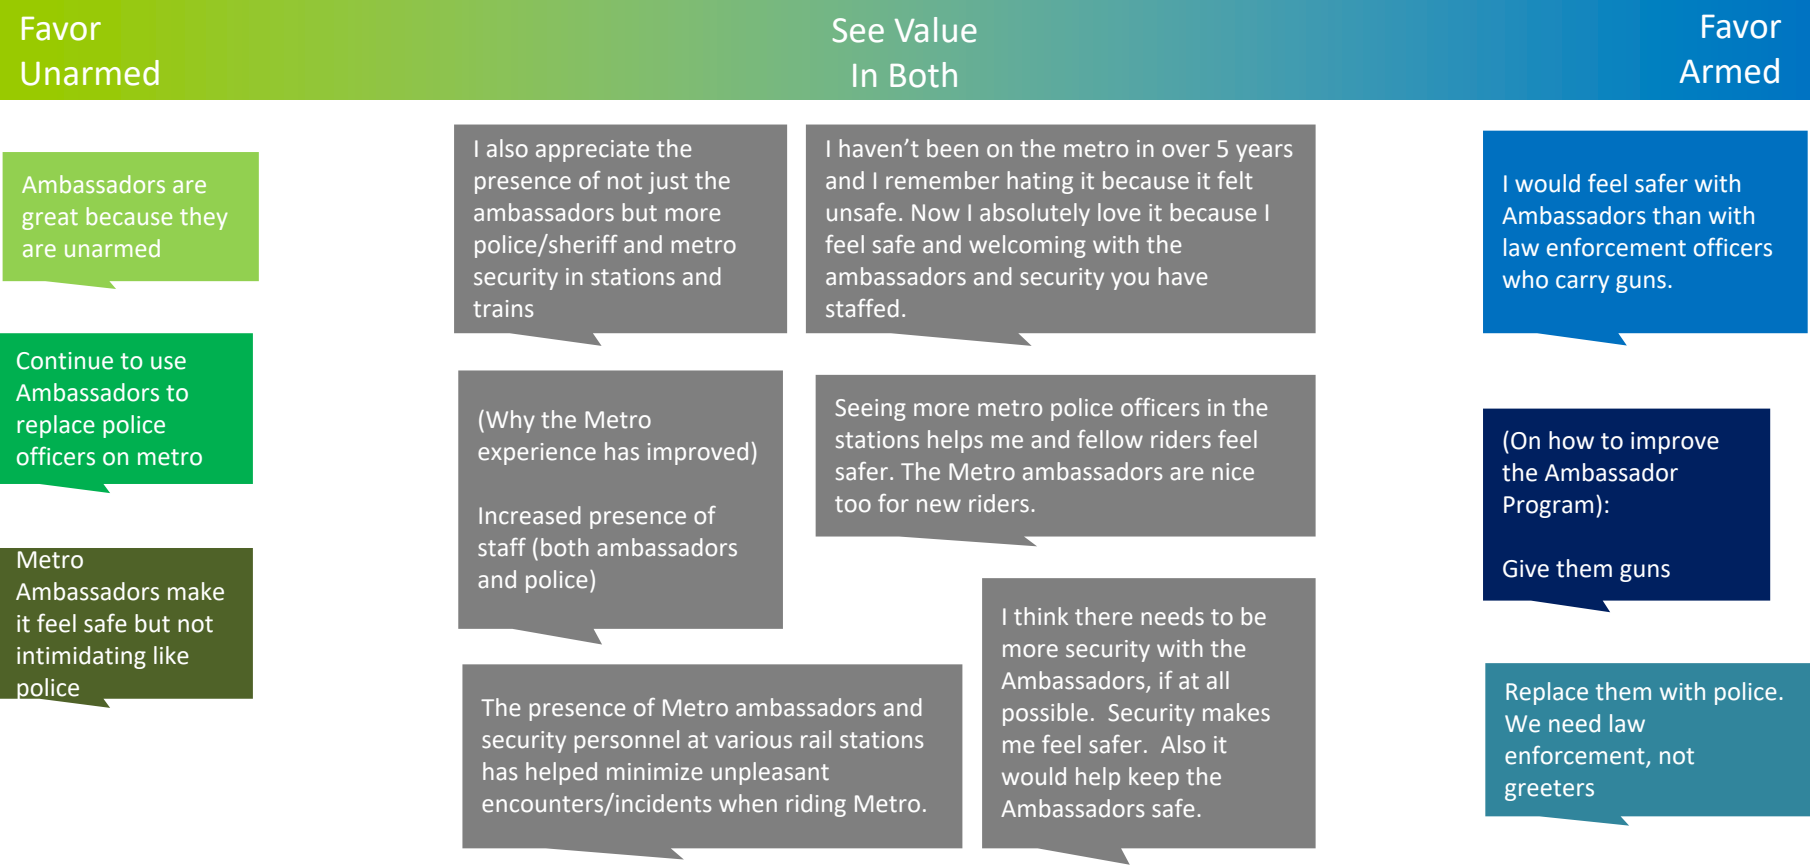 Favor
Unarmed
See Value
In Both
Favor
Armed
Ambassadors are
great because they
are unarmed
Continue to use
Ambassadors to
replace police
officers on metro
Metro
Ambassadors make
it feel safe but not
intimidating like
police
I also appreciate the
presence of not just the
ambassadors but more
police/sheriff and metro
security in stations and
trains
I haven’t been on the metro in over 5 years
and I remember hating it because it felt
unsafe. Now I absolutely love it because I
feel safe and welcoming with the
ambassadors and security you have
staffed.
(Why the Metro
experience has improved)
Increased presence of
staff (both ambassadors
and police)
Seeing more metro police officers in the
stations helps me and fellow riders feel
safer. The Metro ambassadors are nice
too for new riders.
The presence of Metro ambassadors and
security personnel at various rail stations
has helped minimize unpleasant
encounters/incidents when riding Metro.
I think there needs to be
more security with the
Ambassadors, if at all
possible.  Security makes
me feel safer.  Also it
would help keep the
Ambassadors safe.
I would feel safer with
Ambassadors than with
law enforcement officers
who carry guns.
(On how to improve
the Ambassador
Program):
Give them guns
Replace them with police.
We need law
enforcement, not
greeters